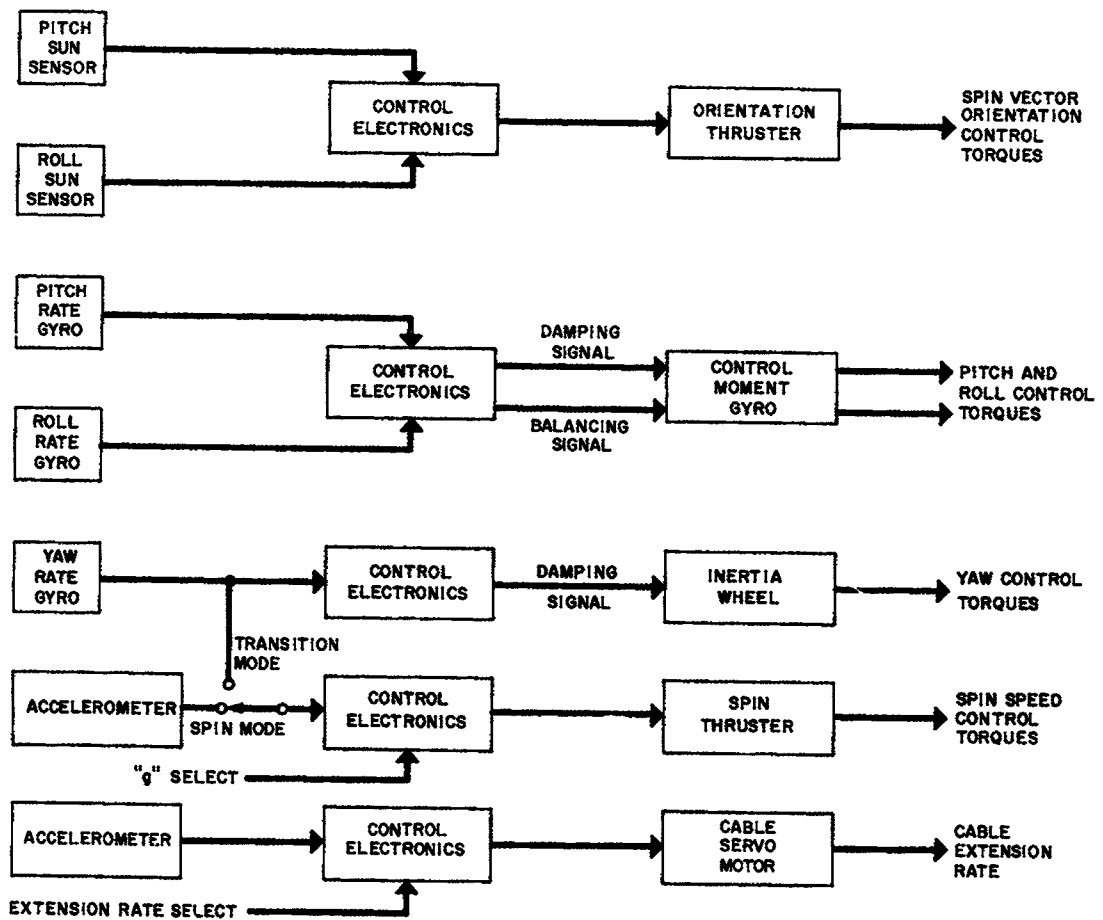 PITCH
SUN
SENSOR
CONTROL
ELECTRONICS
ORIENTATION
THRUSTER
SPIN VECTOR
ORIENTATION
CONTROL
TORQUES
ROLL
SUN
SENSOR
PITCH
RATE
GYRO
CONTROL
ELECTRONICS
DAMPING
SIGNAL
BALANCING
SIGNAL
CONTROL
MOMENT
GYRO
PITCH AND
ROLL CONTROL
TORQUES
ROLL
RATE
GYRO
YAW
RATE
GYRO
CONTROL
ELECTRONICS
DAMPING
SIGNAL
INERTIA
WHEEL
YAW CONTROL
TORQUES
TRANSITION
MODE
ACCELEROMETER
SPIN MODE
CONTROL
ELECTRONICS
SPIN
THRUSTER
SPIN SPEED
CONTROL
TORQUES
"g" SELECT
ACCELEROMETER
CONTROL
ELECTRONICS
CABLE
SERVO
MOTOR
CABLE
EXTENSION
RATE
EXTENSION RATE SELECT